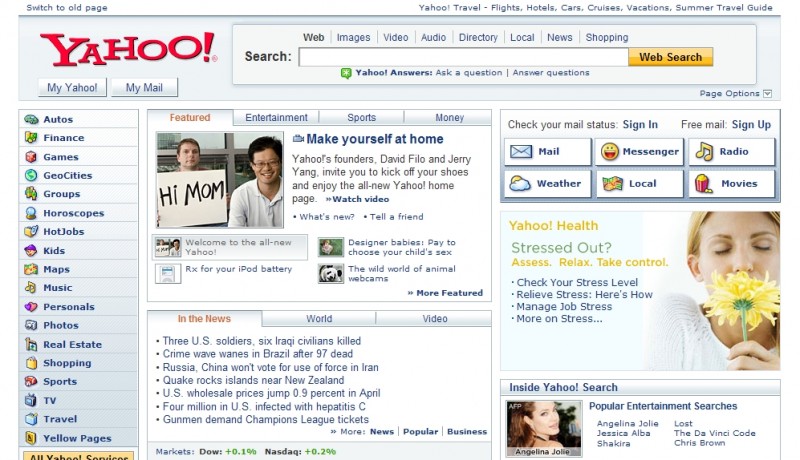 Switch to old page
Yahoo! Travel - Flights, Hotels, Cars, Cruises, Vacations, Summer Travel Guide
YAHOO!®
My Yahoo!
My Mail
Web | Images | Video | Audio | Directory | Local | News | Shopping
Search:
Web Search
Yahoo! Answers: Ask a question | Answer questions
Page Options
Autos
Finance
Games
GeoCities
Groups
Horoscopes
HotJobs
Kids
Maps
Music
Personals
Photos
Real Estate
Shopping
Sports
TV
Travel
Yellow Pages
All Yahoo! Services
Featured
Entertainment
Sports
Money
HI MOM
Make yourself at home
Yahoo!'s founders, David Filo and Jerry
Yang, invite you to kick off your shoes
and enjoy the all-new Yahoo! home
page. »Watch video
• What's new? • Tell a friend
Welcome to the all-new
Yahoo!
Designer babies: Pay to
choose your child's sex
Rx for your iPod battery
The wild world of animal
webcams
» More Featured
In the News
World
Video
• Three U.S. soldiers, six Iraqi civilians killed
• Crime wave wanes in Brazil after 97 dead
• Russia, China won't vote for use of force in Iran
• Quake rocks islands near New Zealand
• U.S. wholesale prices jump 0.9 percent in April
• Four million in U.S. infected with hepatitis C
• Gunmen demand Champions League tickets
» More: News | Popular | Business
Markets: Dow: +0.1% Nasdaq: +0.2%
Check your mail status: Sign In
Free mail: Sign Up
Mail
Messenger
Radio
Weather
Local
Movies
Yahoo! Health
Stressed Out?
Assess. Relax. Take control.
· Check Your Stress Level
· Relieve Stress: Here's How
· Manage Job Stress
· More on Stress...
Inside Yahoo! Search
AFP
Angelina Jolie
Popular Entertainment Searches
Angelina Jolie
Jessica Alba
Shakira
Lost
The Da Vinci Code
Chris Brown